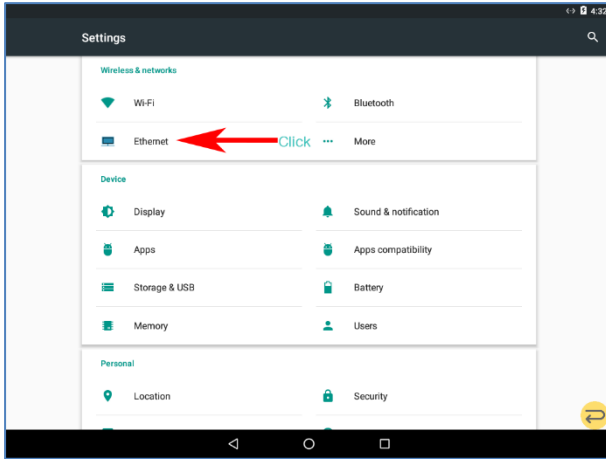 4:32
Settings
Wireless & networks
Wi-Fi
Bluetooth
Ethernet
Click
More
Device
Display
Sound & notification
Apps
Apps compatibility
Storage & USB
Battery
Memory
Users
Personal
Location
Security